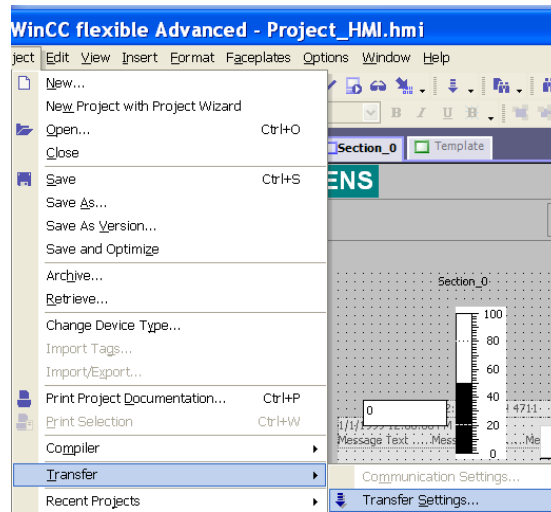 WinCC flexible Advanced - Project_HMI.hmi
ject Edit View Insert Format Faceplates Options Window Help
New...
New Project with Project Wizard
Open... Ctrl+O
Close
Save Ctrl+S
Save As...
Save As Version...
Save and Optimize
Archive...
Retrieve...
Change Device Type...
Import Tags...
Import/Export...
Print Project Documentation... Ctrl+P
Print Selection Ctrl+W
Compiler
Transfer
Recent Projects
Communication Settings...
Transfer Settings...
B I U
Section_0 Template
ENS
Section_0
100
80
60
40
20
0
0
Message Text ....Mess